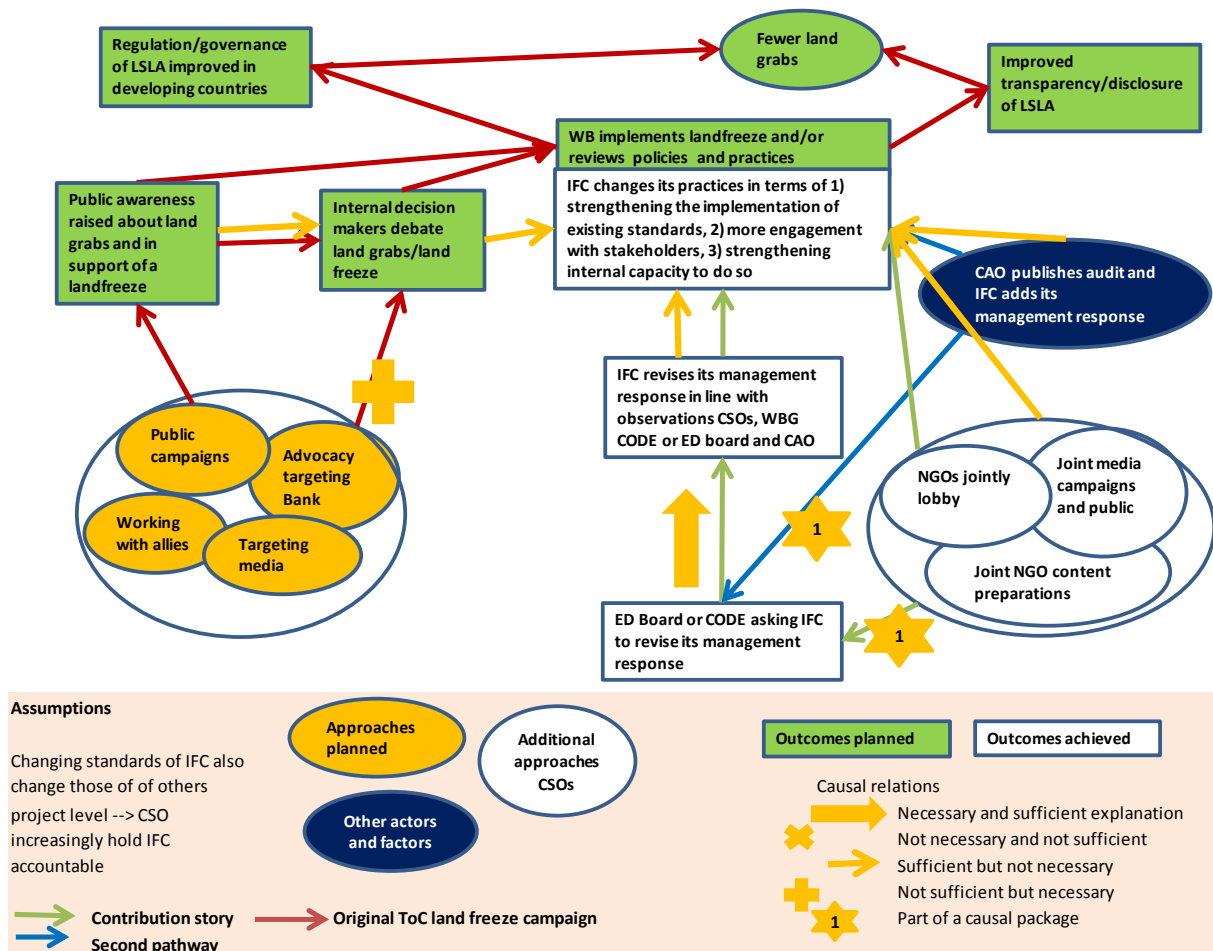 Regulation/governance
of LSLA improved in
developing countries
Fewer land
grabs
Improved
transparency/disclosure
of LSLA
WB implements landfreeze and/or
reviews policies and practices
IFC changes its practices in terms of 1)
strengthening the implementation of
existing standards, 2) more engagement
with stakeholders, 3) strengthening
internal capacity to do so
Public awareness
raised about land
grabs and in
support of a
landfreeze
Internal decision
makers debate
land grabs/land
freeze
CAO publishes audit and
IFC adds its
management response
IFC revises its management
response in line with
observations CSOs, WBG
CODE or ED board and CAO
Public
campaigns
Advocacy
targeting
Bank
Working
with allies
Targeting
media
NGOs jointly
lobby
Joint media
campaigns
and public
Joint NGO content
preparations
1
1
ED Board or CODE asking IFC
to revise its management
response
Assumptions
Changing standards of IFC also
change those of of others
project level --> CSO
increasingly hold IFC
accountable
Approaches
planned
Additional
approaches
CSOs
Other actors
and factors
Outcomes planned
Outcomes achieved
Causal relations
Necessary and sufficient explanation
Not necessary and not sufficient
Sufficient but not necessary
Not sufficient but necessary
1 Part of a causal package
Contribution story
Original ToC land freeze campaign
Second pathway